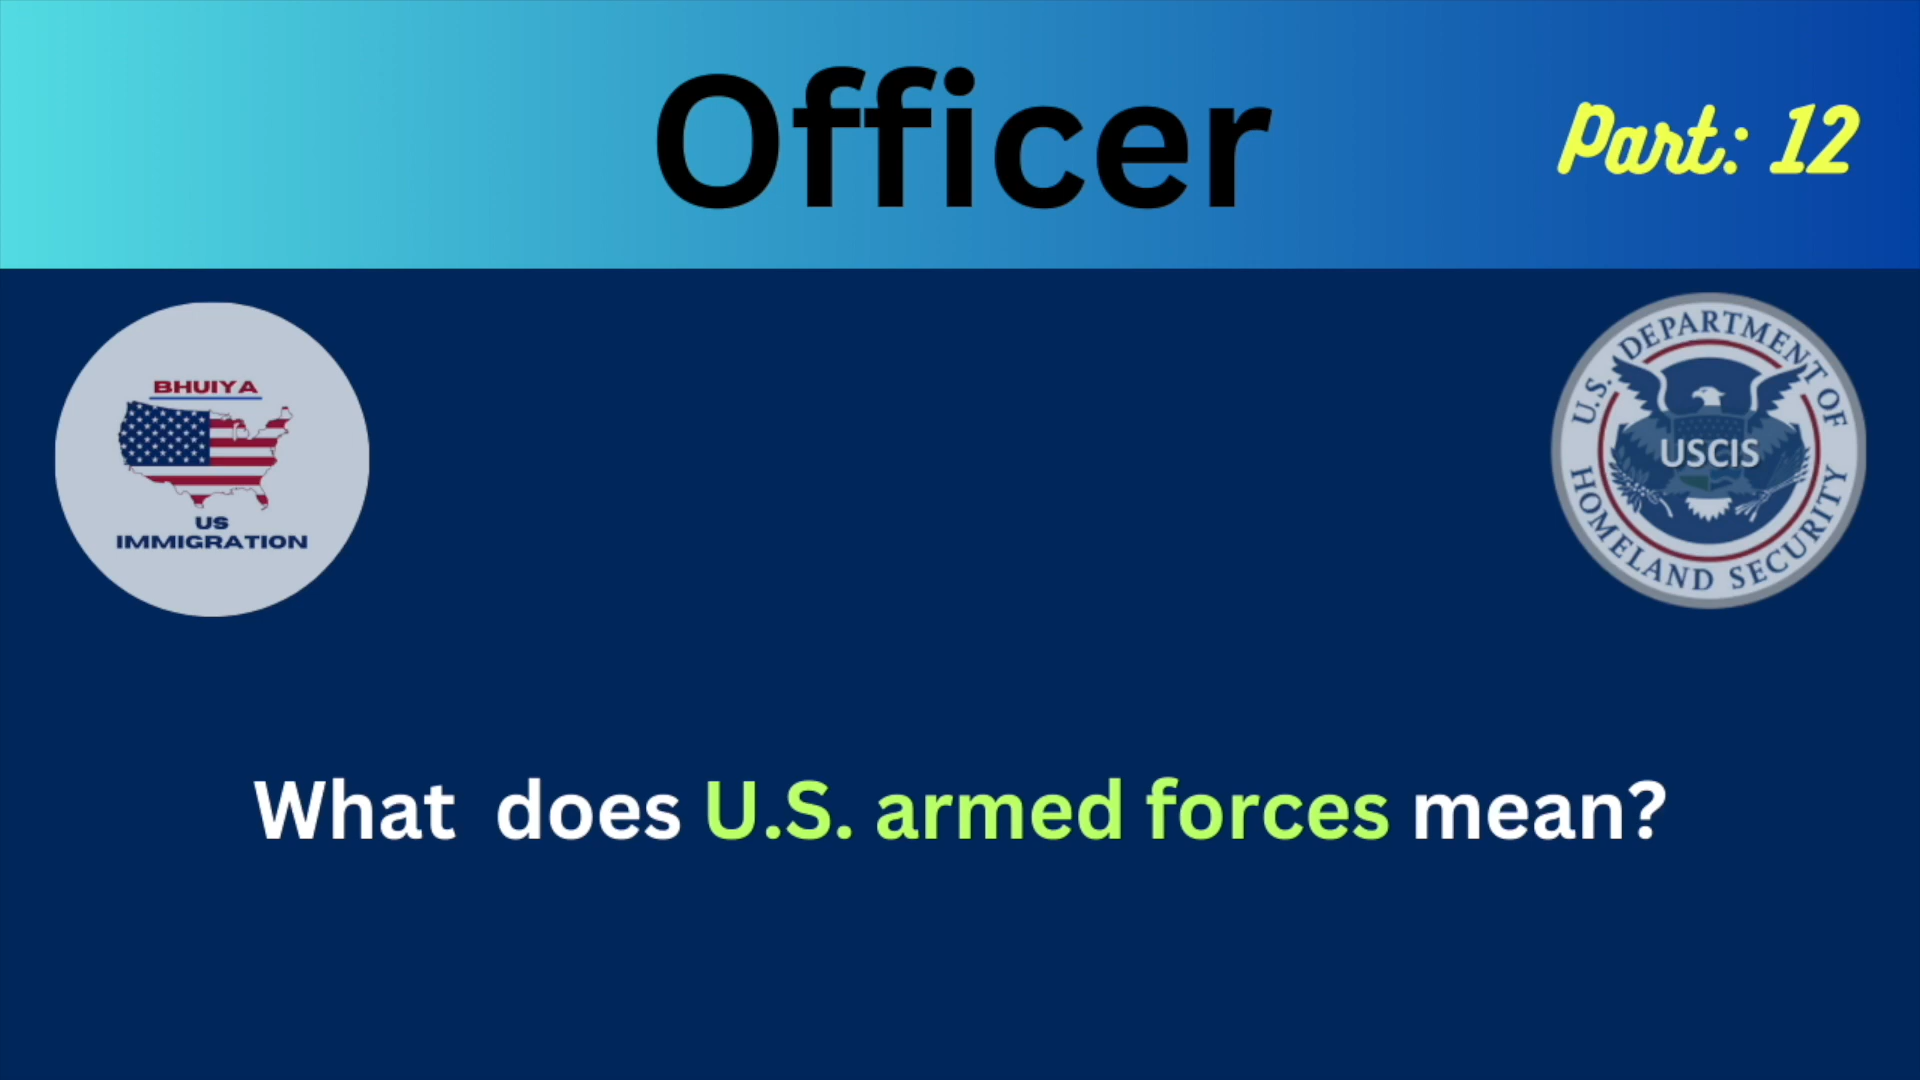 Officer
Part: 12
BHUIYA
US
IMMIGRATION
U.S. DEPARTMENT OF
USCIS
HOMELAND SECURITY
What does U.S. armed forces mean?